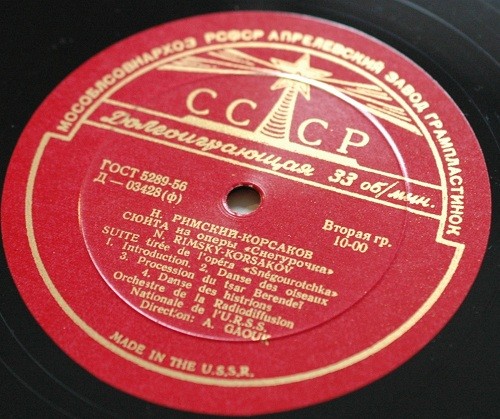 МОСОБЛСОВНАРХОЗ РСФСР АПРЕЛЕВСКИЙ ЗАВОД ГРАМПЛАСТИНОК
СССР
Долгоиграющая 33 об/мин.
ГОСТ 5289-56
Д — 03428 (ф)
Вторая гр.
10-00
Н. РИМСКИЙ-КОРСАКОВ
СЮИТА из оперы «Снегурочка»
N. RIMSKY-KORSAKOV
SUITE tirée de l'opéra «Snégourotchka»
1. Introduction. 2. Danse des oiseaux
3. Procession du tsar Berendeï
4. Danse des histrions
Orchestre de la Radiodiffusion
Nationale de l'U.R.S.S.
Direction: A. GAOUK
MADE IN THE U.S.S.R.